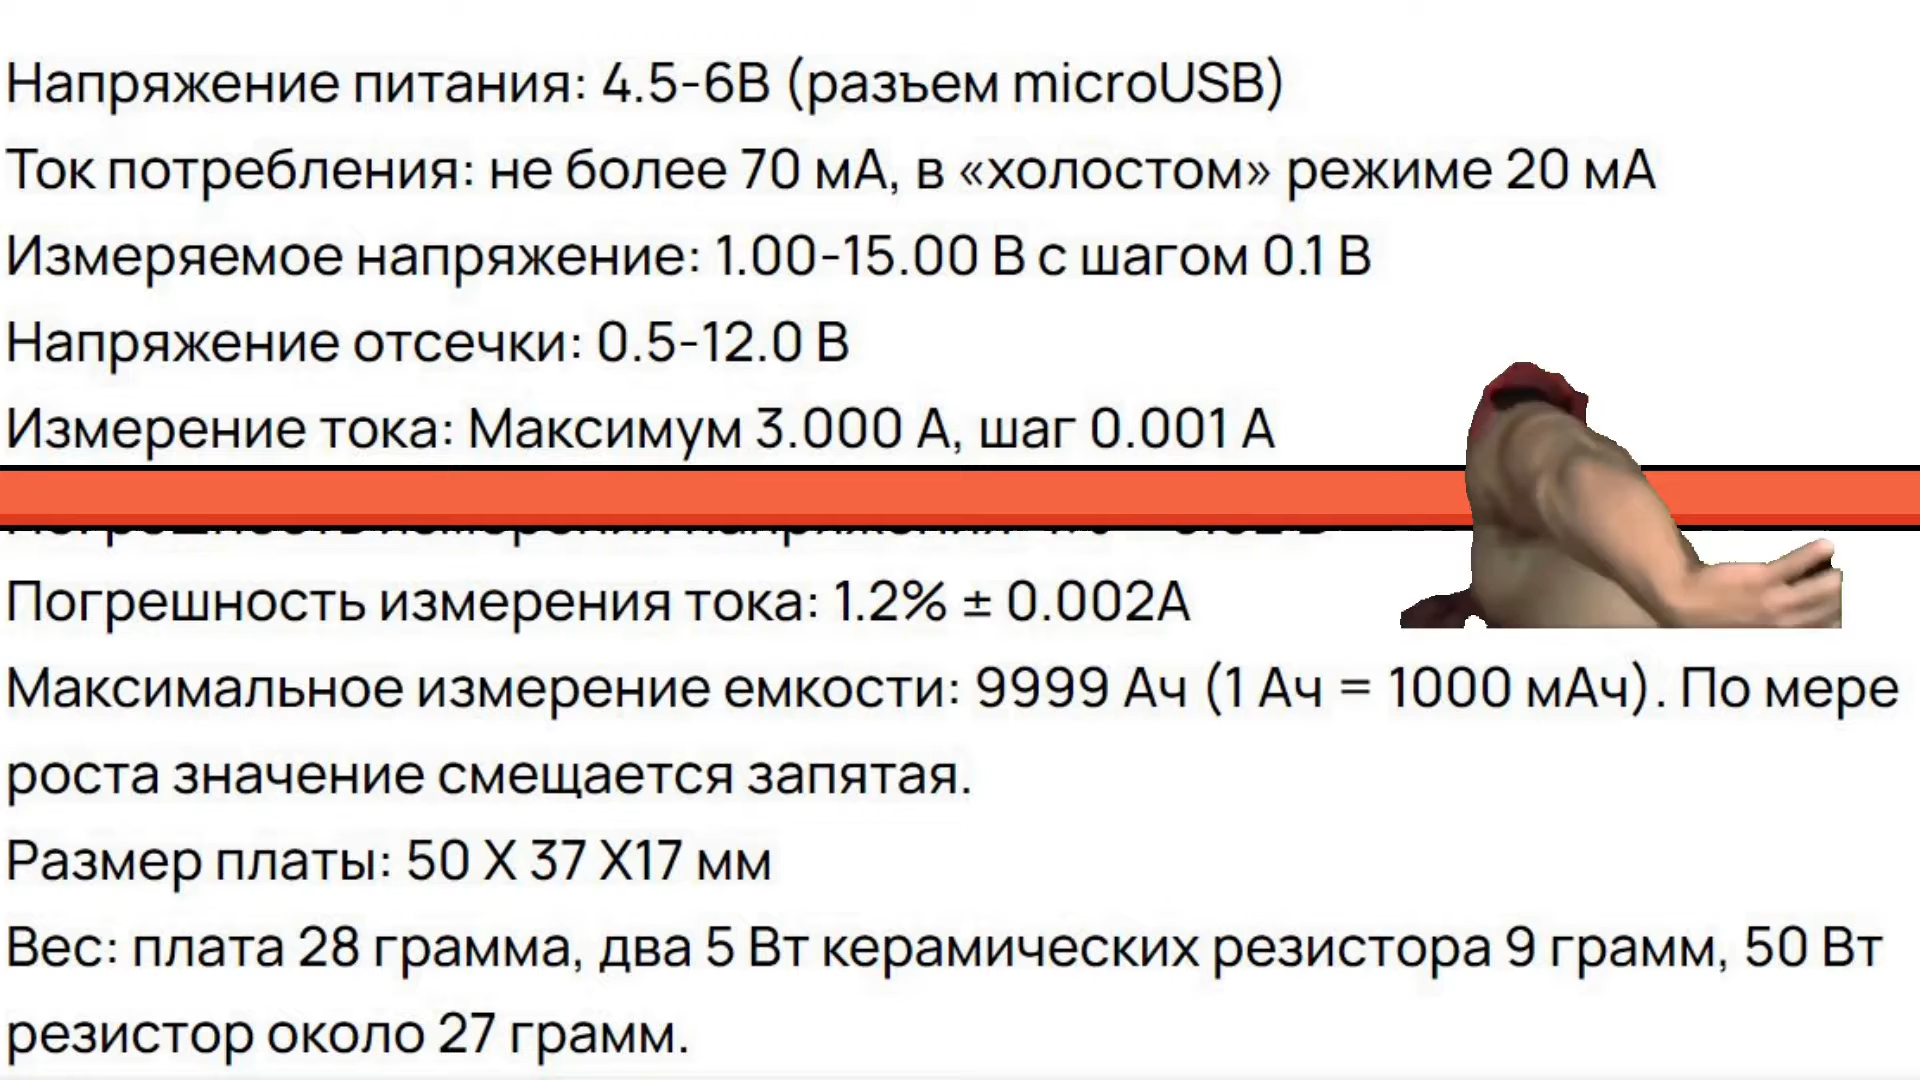 Напряжение питания: 4.5-6В (разъем microUSB)
Ток потребления: не более 70 мА, в «холостом» режиме 20 мА
Измеряемое напряжение: 1.00-15.00 В с шагом 0.1 В
Напряжение отсечки: 0.5-12.0 В
Измерение тока: Максимум 3.000 А, шаг 0.001 А
Погрешность измерения напряжения:
Погрешность измерения тока: 1.2% ± 0.002А
Максимальное измерение емкости: 9999 Ач (1 Ач = 1000 мАч). По мере
роста значение смещается запятая.
Размер платы: 50 X 37 X17 мм
Вес: плата 28 грамма, два 5 Вт керамических резистора 9 грамм, 50 Вт
резистор около 27 грамм.